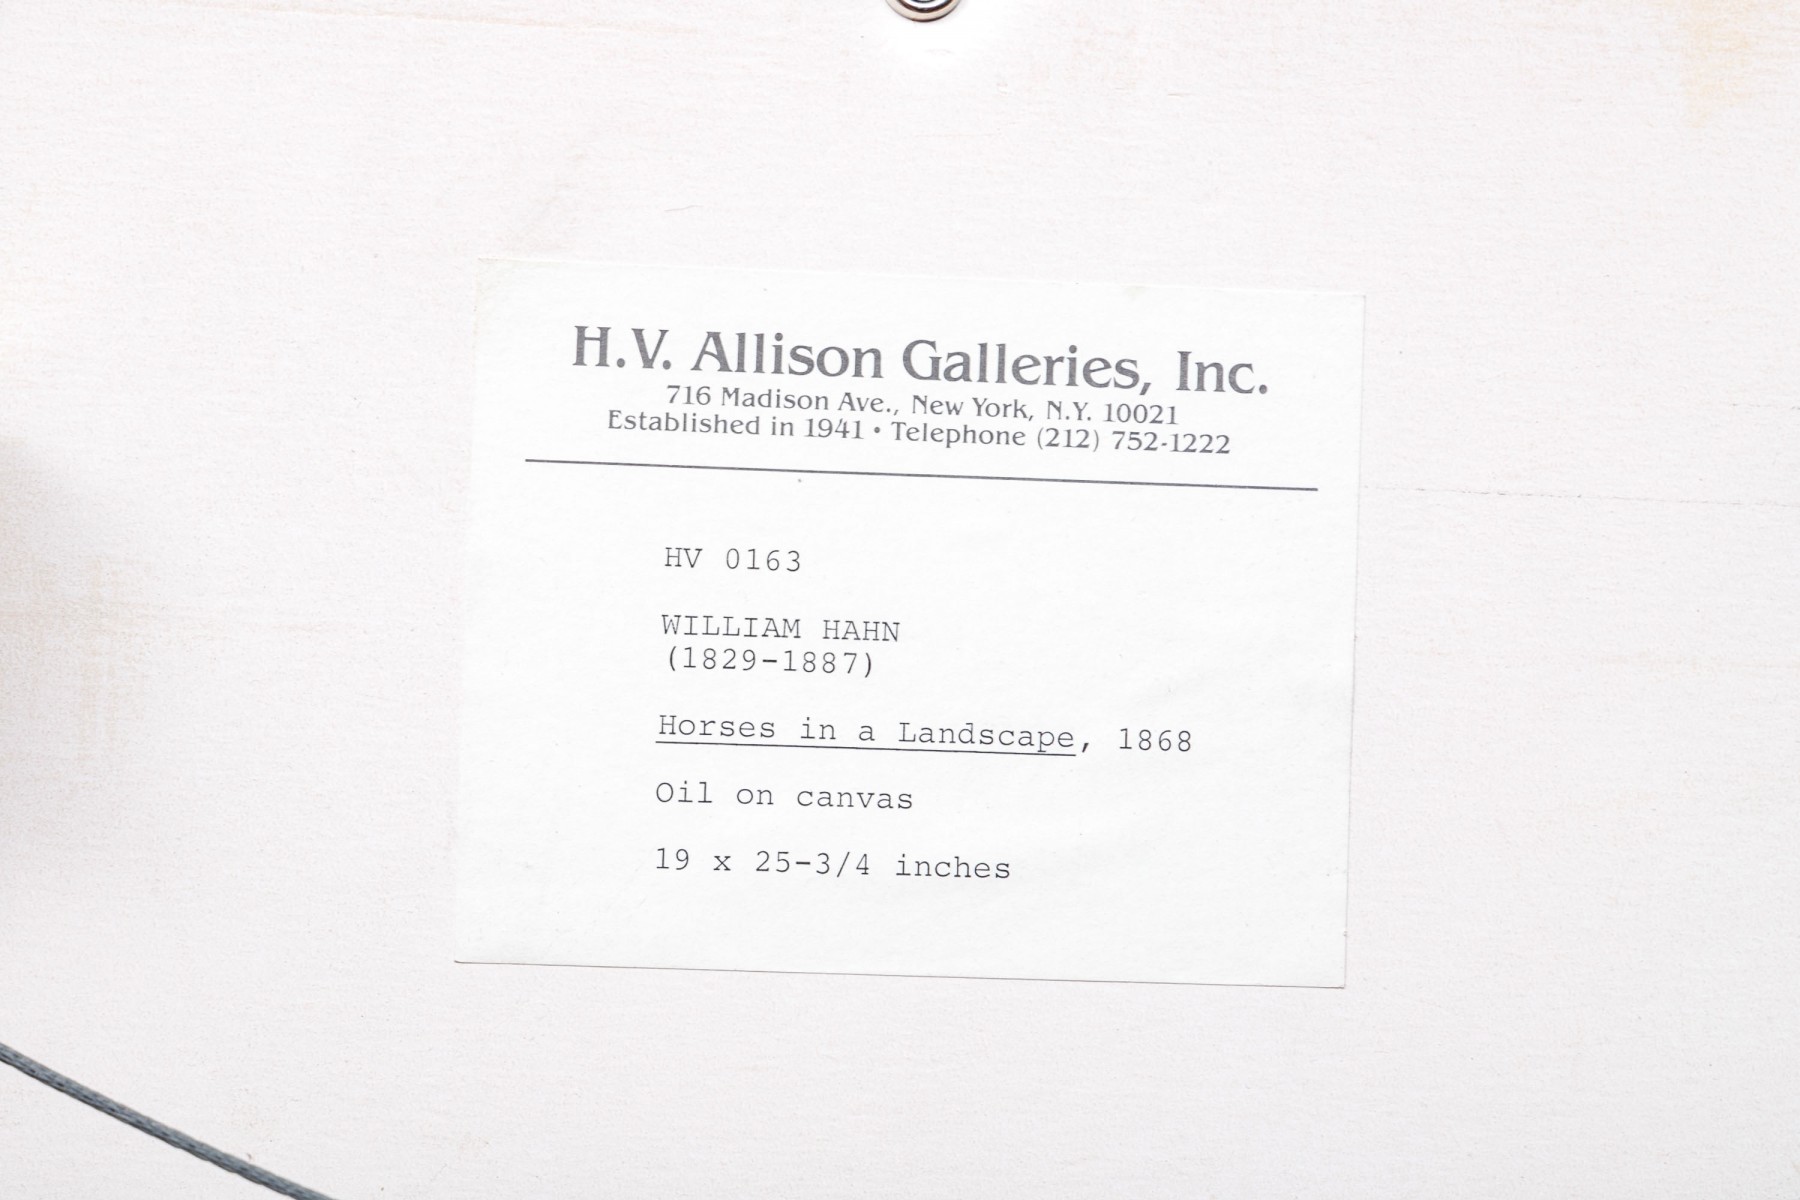 H.V. Allison Galleries, Inc.
716 Madison Ave., New York, N.Y. 10021
Established in 1941 • Telephone (212) 752-1222
HV 0163
WILLIAM HAHN
(1829-1887)
Horses in a Landscape, 1868
Oil on canvas
19 x 25-3/4 inches